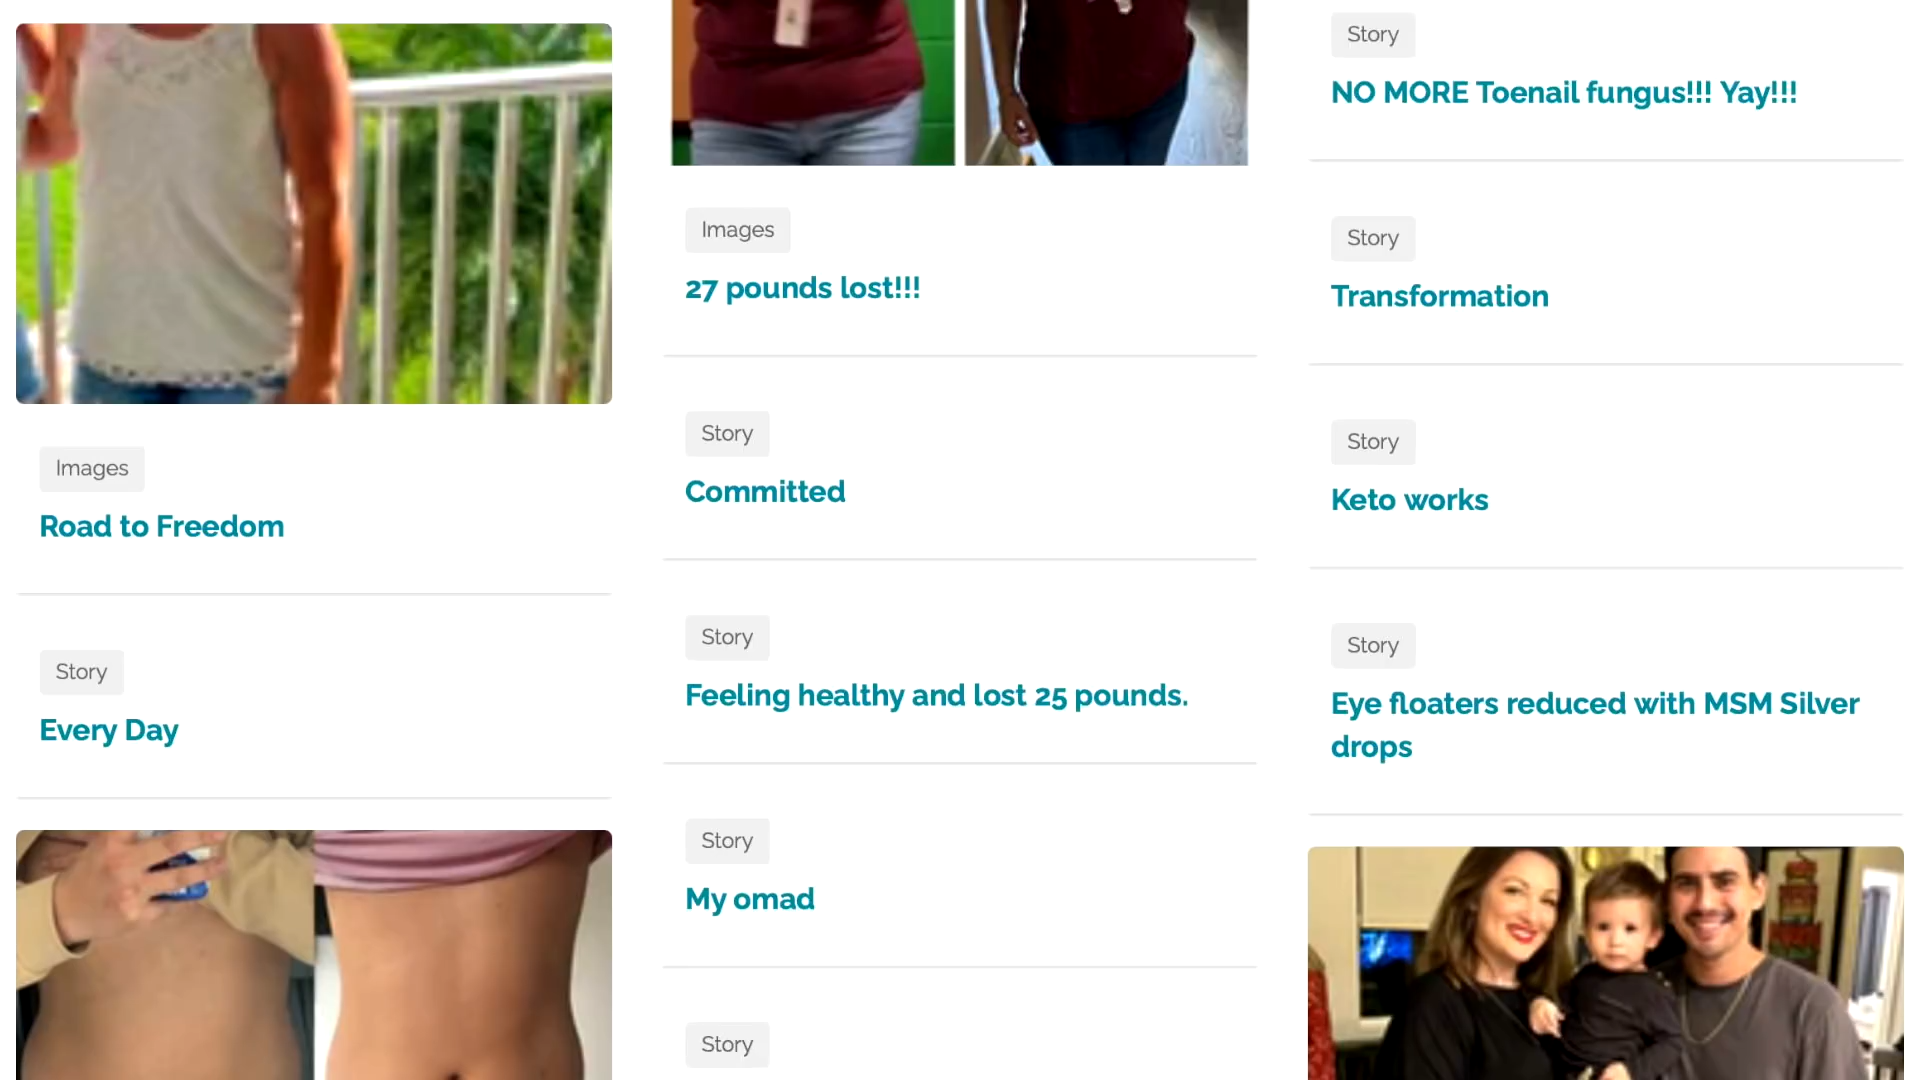 Images
Road to Freedom
Story
Every Day
Images
27 pounds lost!!!
Story
Committed
Story
Feeling healthy and lost 25 pounds.
Story
My omad
Story
Story
NO MORE Toenail fungus!!! Yay!!!
Story
Transformation
Story
Keto works
Story
Eye floaters reduced with MSM Silver
drops